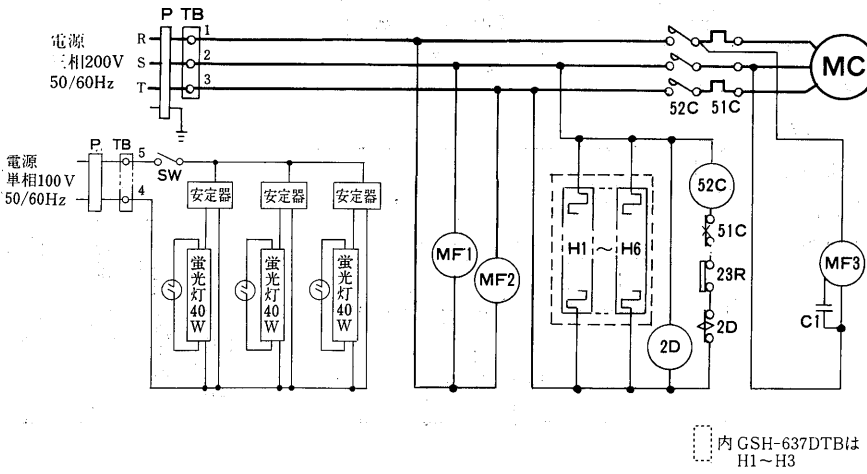 P TB
電源
三相200V
50/60Hz
R 1
S 2
T 3
52C 51C
MC
電源
単相100V
50/60Hz
P TB
5
4
SW
安定器 安定器 安定器
蛍光灯40W 蛍光灯40W 蛍光灯40W
MF1
MF2
H1 ～ H6
52C
51C
23R
2D
2D
MF3
C1
内 GSH-637DTBは
H1～H3